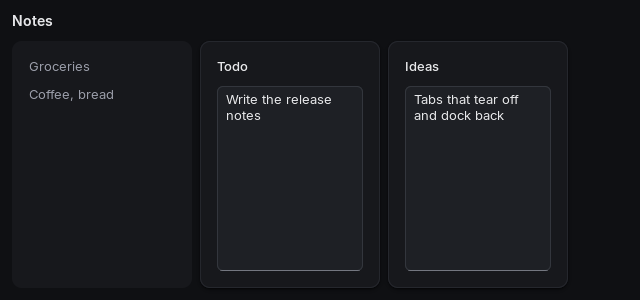 Notes
Groceries
Coffee, bread
Todo
Write the release
notes
Ideas
Tabs that tear off
and dock back